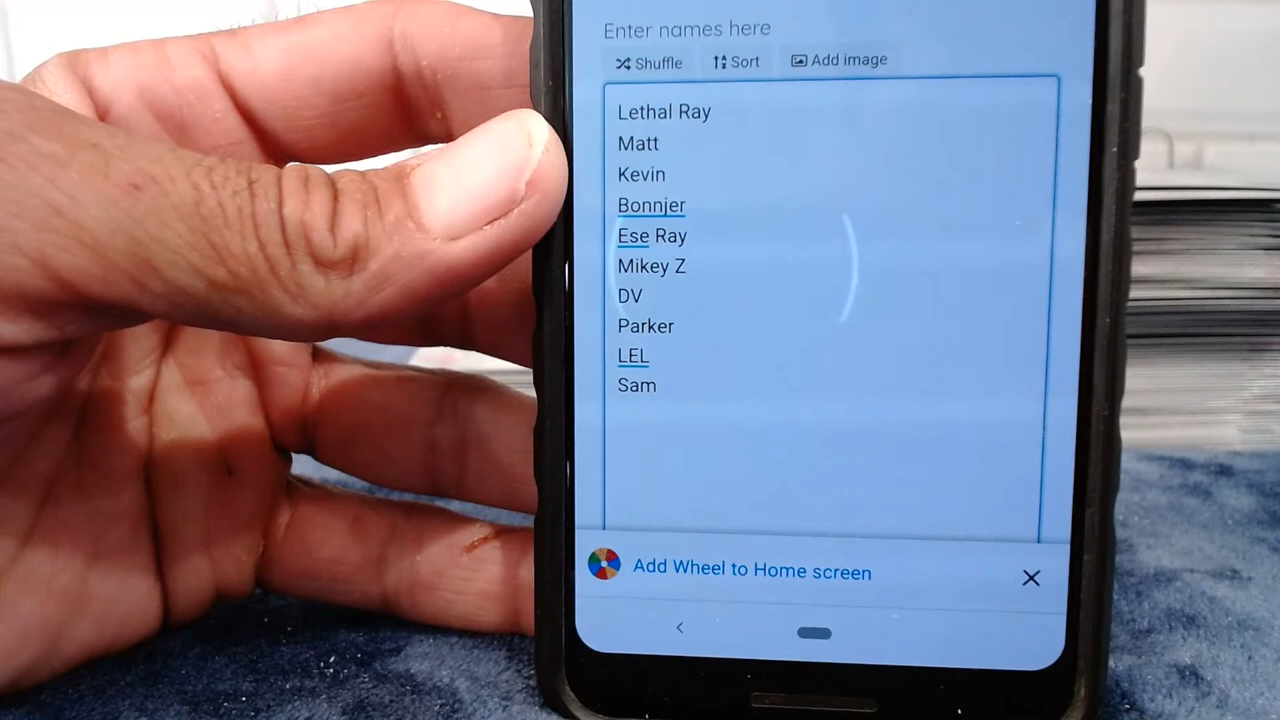 Enter names here
Shuffle Sort Add image
Lethal Ray
Matt
Kevin
Bonnjer
Ese Ray
Mikey Z
DV
Parker
LEL
Sam
Add Wheel to Home screen